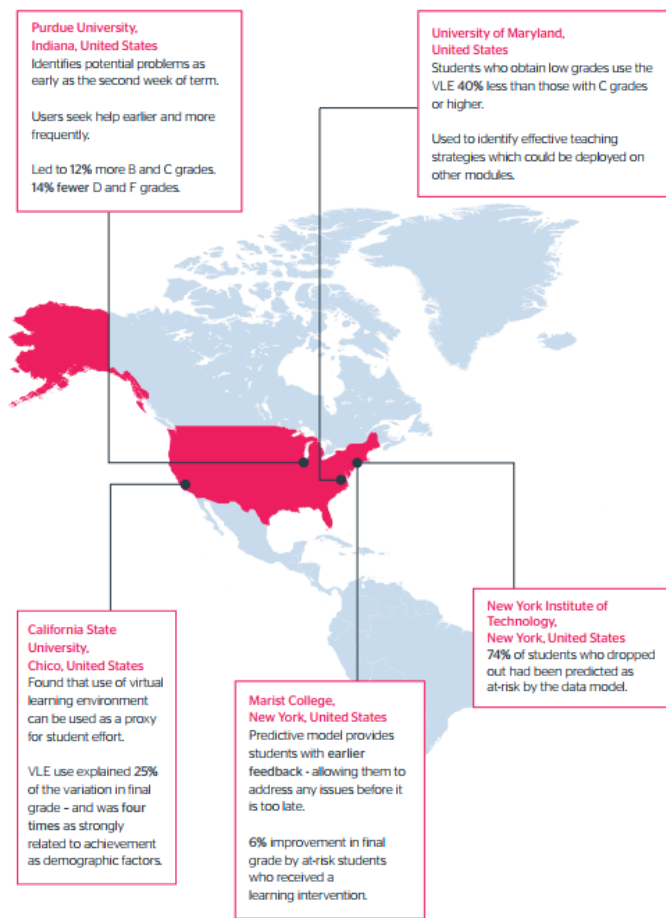 Purdue University,
Indiana, United States
Identifies potential problems as
early as the second week of term.
Users seek help earlier and more
frequently.
Led to 12% more B and C grades.
14% fewer D and F grades.
University of Maryland,
United States
Students who obtain low grades use the
VLE 40% less than those with C grades
or higher.
Used to identify effective teaching
strategies which could be deployed on
other modules.
California State
University,
Chico, United States
Found that use of virtual
learning environment
can be used as a proxy
for student effort.
VLE use explained 25%
of the variation in final
grade - and was four
times as strongly
related to achievement
as demographic factors.
Marist College,
New York, United States
Predictive model provides
students with earlier
feedback - allowing them to
address any issues before it
is too late.
6% improvement in final
grade by at-risk students
who received a
learning intervention.
New York Institute of
Technology,
New York, United States
74% of students who dropped
out had been predicted as
at-risk by the data model.